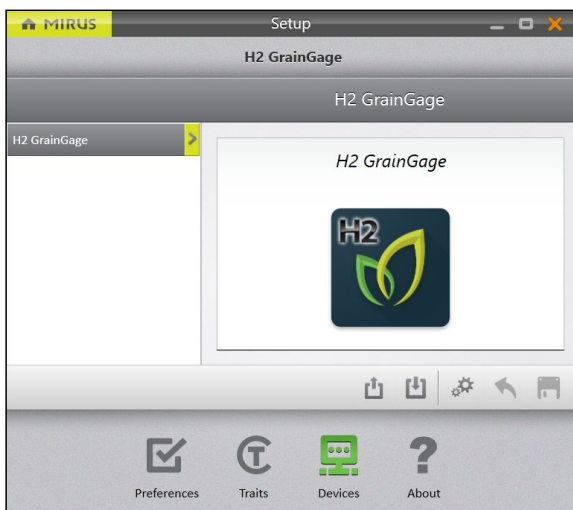 MIRUS Setup
H2 GrainGage
H2 GrainGage
H2 GrainGage
H2 GrainGage
H2
Preferences Traits Devices About